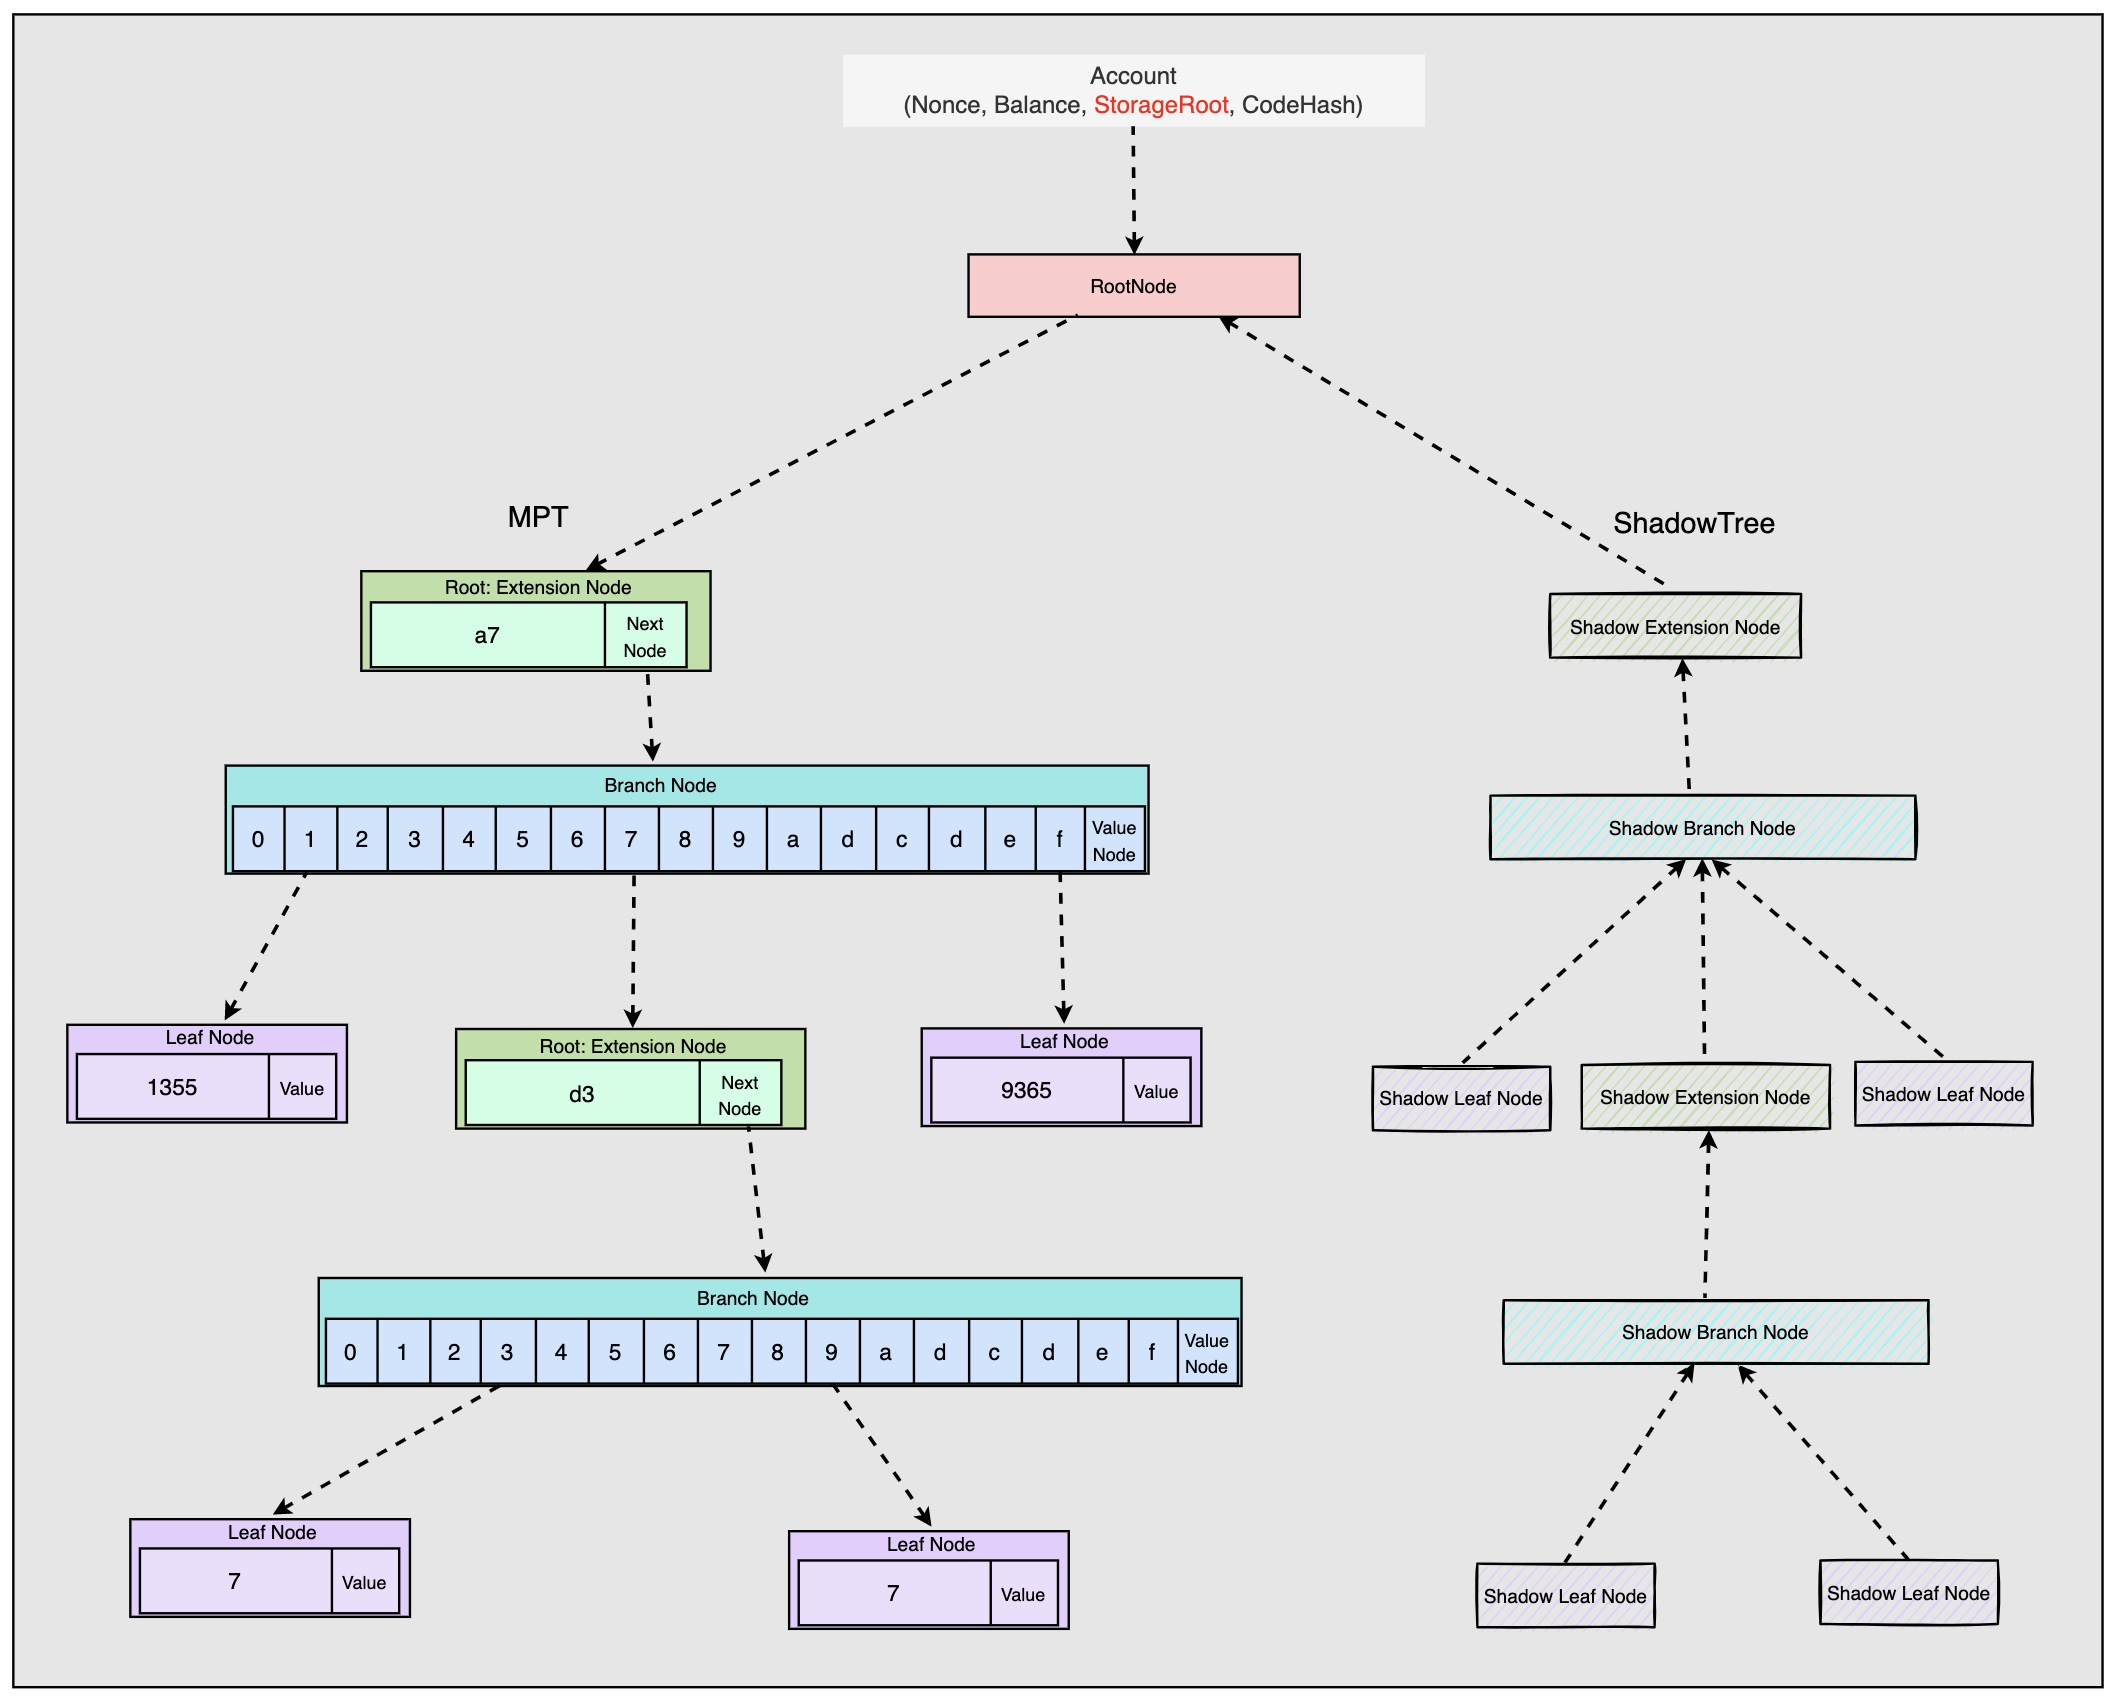 Account
(Nonce, Balance, StorageRoot, CodeHash)
RootNode
MPT
ShadowTree
Root: Extension Node
a7
Next
Node
Shadow Extension Node
Branch Node
0 1 2 3 4 5 6 7 8 9 a d c d e f
Value
Node
Shadow Branch Node
Leaf Node
1355 Value
Root: Extension Node
d3
Next
Node
Leaf Node
9365 Value
Shadow Leaf Node
Shadow Extension Node
Shadow Leaf Node
Branch Node
0 1 2 3 4 5 6 7 8 9 a d c d e f
Value
Node
Shadow Branch Node
Leaf Node
7 Value
Leaf Node
7 Value
Shadow Leaf Node
Shadow Leaf Node